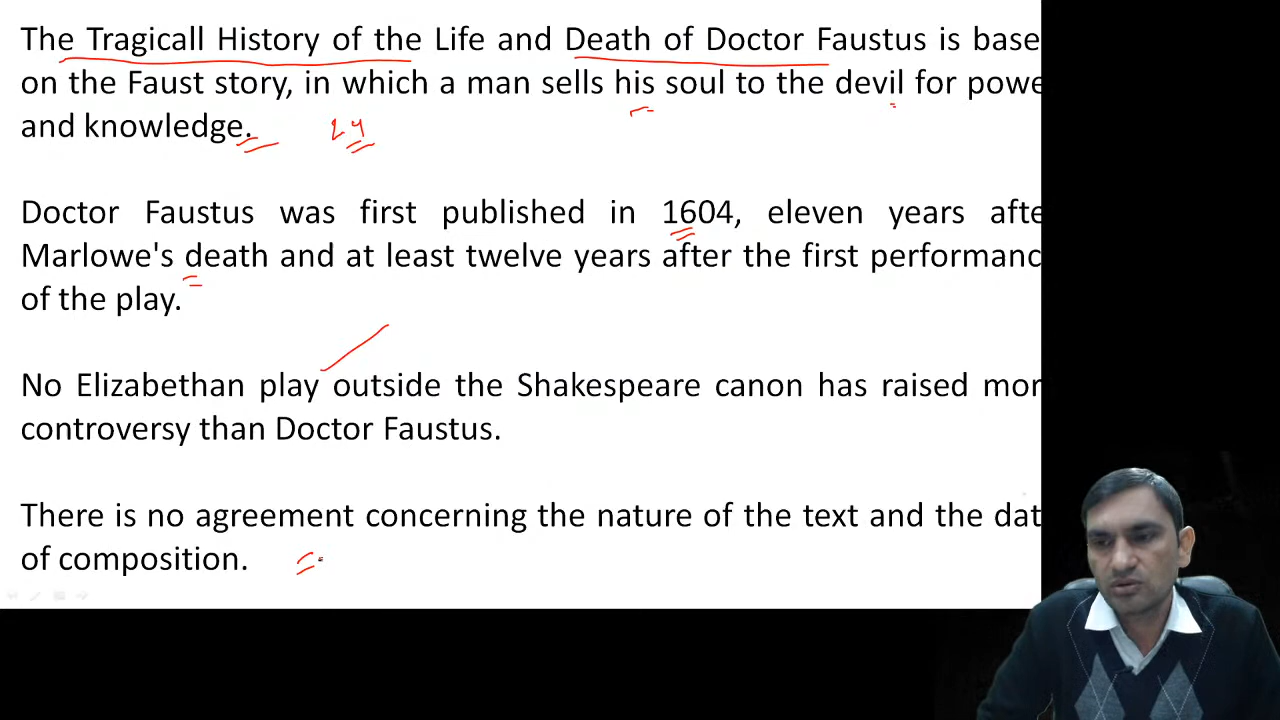 The Tragicall History of the Life and Death of Doctor Faustus is base
on the Faust story, in which a man sells his soul to the devil for powe
and knowledge. 24
Doctor Faustus was first published in 1604, eleven years afte
Marlowe's death and at least twelve years after the first performanc
of the play.
No Elizabethan play outside the Shakespeare canon has raised mor
controversy than Doctor Faustus.
There is no agreement concerning the nature of the text and the dat
of composition.